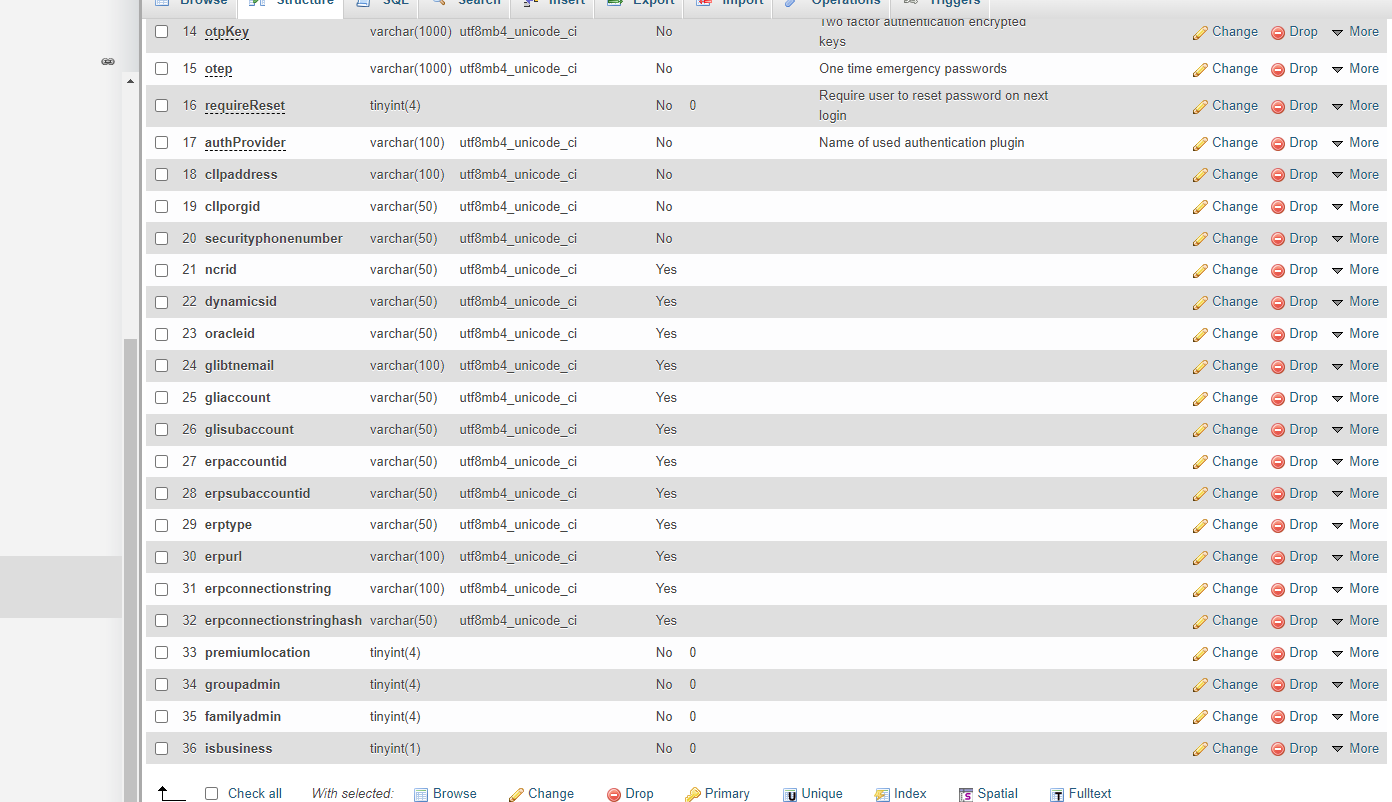 Browse Structure SQL Search Insert Export Import Operations Triggers
14 otpKey varchar(1000) utf8mb4_unicode_ci No Two factor authentication encrypted keys Change Drop More
15 otep varchar(1000) utf8mb4_unicode_ci No One time emergency passwords Change Drop More
16 requireReset tinyint(4) No 0 Require user to reset password on next login Change Drop More
17 authProvider varchar(100) utf8mb4_unicode_ci No Name of used authentication plugin Change Drop More
18 cllpaddress varchar(100) utf8mb4_unicode_ci No Change Drop More
19 cllporgid varchar(50) utf8mb4_unicode_ci No Change Drop More
20 securityphonenumber varchar(50) utf8mb4_unicode_ci No Change Drop More
21 ncrid varchar(50) utf8mb4_unicode_ci Yes Change Drop More
22 dynamicsid varchar(50) utf8mb4_unicode_ci Yes Change Drop More
23 oracleid varchar(50) utf8mb4_unicode_ci Yes Change Drop More
24 glibtnemail varchar(100) utf8mb4_unicode_ci Yes Change Drop More
25 gliaccount varchar(50) utf8mb4_unicode_ci Yes Change Drop More
26 glisubaccount varchar(50) utf8mb4_unicode_ci Yes Change Drop More
27 erpaccountid varchar(50) utf8mb4_unicode_ci Yes Change Drop More
28 erpsubaccountid varchar(50) utf8mb4_unicode_ci Yes Change Drop More
29 erptype varchar(50) utf8mb4_unicode_ci Yes Change Drop More
30 erpurl varchar(100) utf8mb4_unicode_ci Yes Change Drop More
31 erpconnectionstring varchar(100) utf8mb4_unicode_ci Yes Change Drop More
32 erpconnectionstringhash varchar(50) utf8mb4_unicode_ci Yes Change Drop More
33 premiumlocation tinyint(4) No 0 Change Drop More
34 groupadmin tinyint(4) No 0 Change Drop More
35 familyadmin tinyint(4) No 0 Change Drop More
36 isbusiness tinyint(1) No 0 Change Drop More
Check all With selected: Browse Change Drop Primary Unique Index Spatial Fulltext